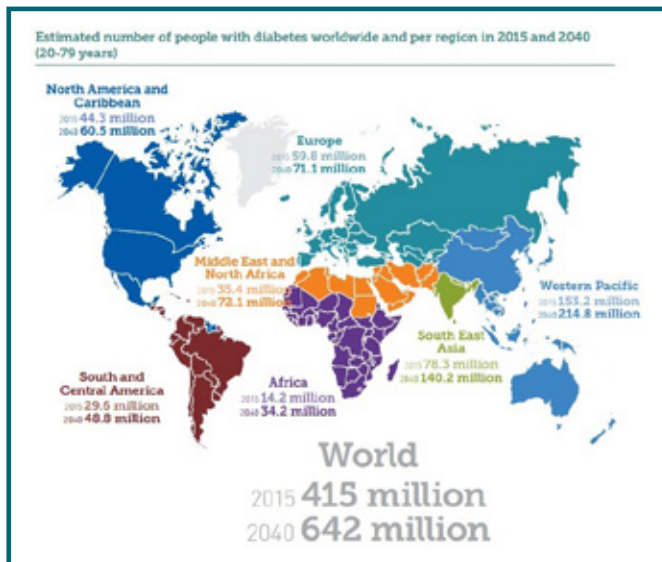 Estimated number of people with diabetes worldwide and per region in 2015 and 2040
(20-79 years)
North America and
Caribbean
2015 44.3 million
2040 60.5 million
Europe
2015 59.8 million
2040 71.1 million
Middle East and
North Africa
2015 35.4 million
2040 72.1 million
Western Pacific
2015 153.2 million
2040 214.8 million
South East
Asia
2015 78.3 million
2040 140.2 million
South and
Central America
2015 29.6 million
2040 48.8 million
Africa
2015 14.2 million
2040 34.2 million
World
2015 415 million
2040 642 million